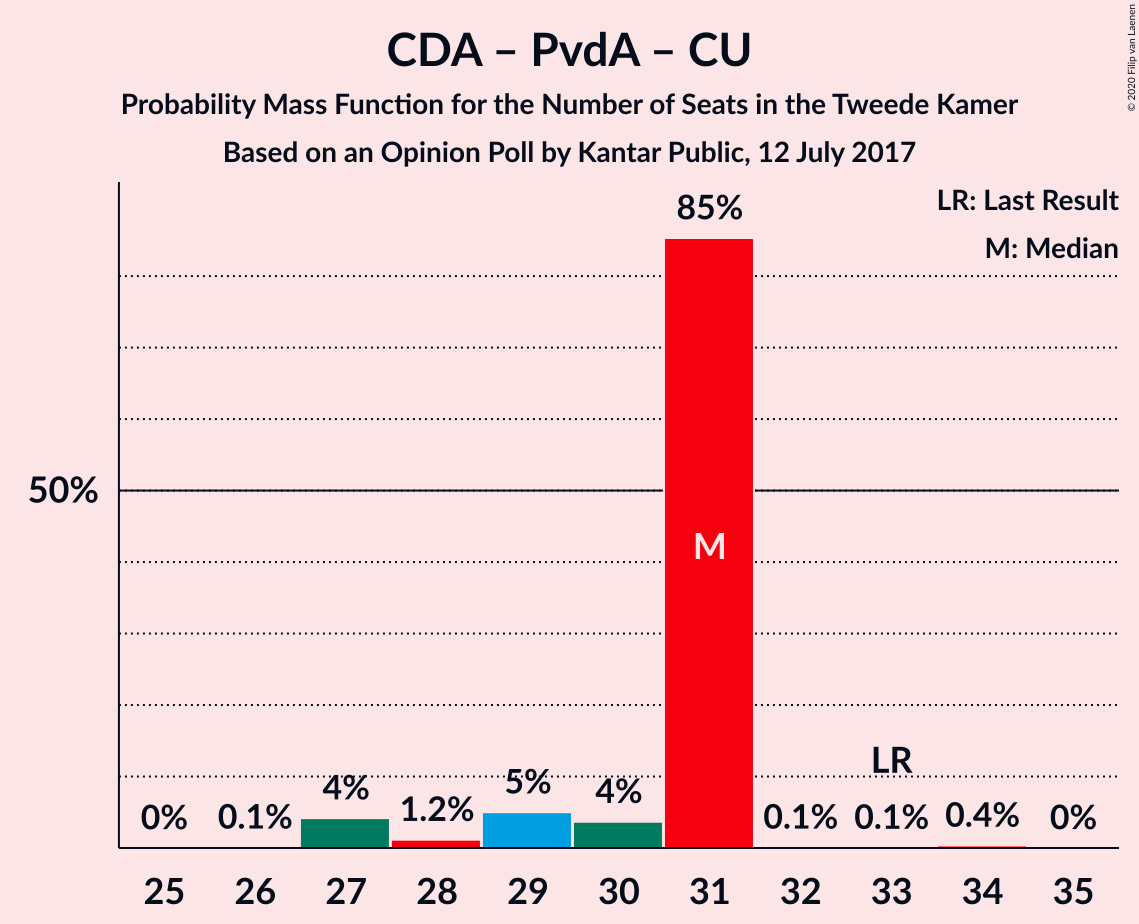 CDA – PvdA – CU
Probability Mass Function for the Number of Seats in the Tweede Kamer
Based on an Opinion Poll by Kantar Public, 12 July 2017
© 2020 Filip van Laenen
LR: Last Result
M: Median
85%
50%
M
LR
0% 0.1% 4% 1.2% 5% 4% 0.1% 0.1% 0.4% 0%
25 26 27 28 29 30 31 32 33 34 35